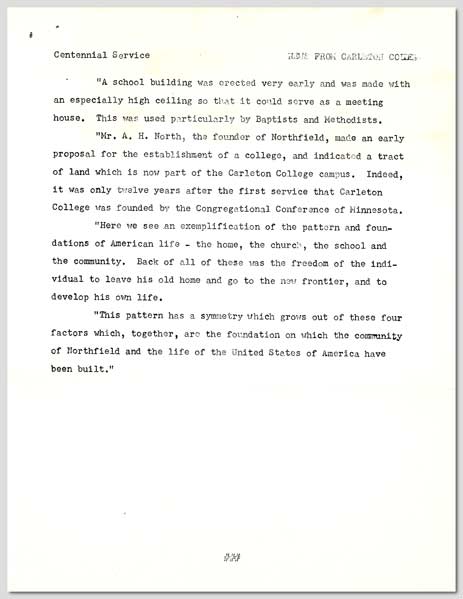 Centennial Service NEWS FROM CARLETON COLLEGE
"A school building was erected very early and was made with
an especially high ceiling so that it could serve as a meeting
house. This was used particularly by Baptists and Methodists.
"Mr. A. H. North, the founder of Northfield, made an early
proposal for the establishment of a college, and indicated a tract
of land which is now part of the Carleton College campus. Indeed,
it was only twelve years after the first service that Carleton
College was founded by the Congregational Conference of Minnesota.
"Here we see an exemplification of the pattern and foun-
dations of American life - the home, the church, the school and
the community. Back of all of these was the freedom of the indi-
vidual to leave his old home and go to the new frontier, and to
develop his own life.
"This pattern has a symmetry which grows out of these four
factors which, together, are the foundation on which the community
of Northfield and the life of the United States of America have
been built."
###